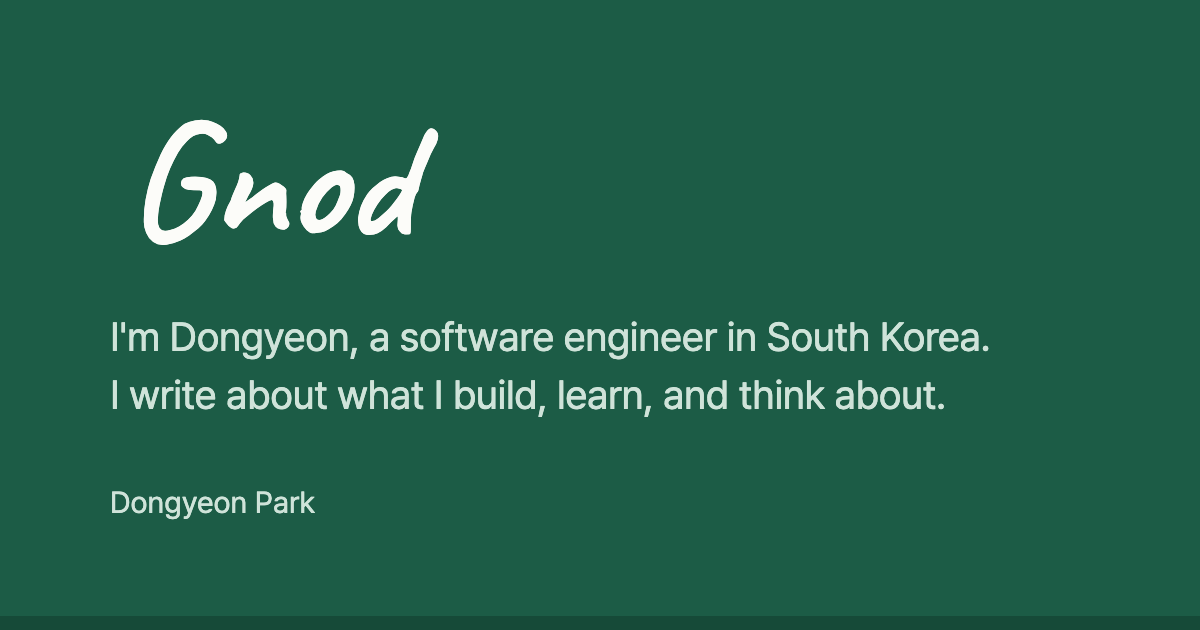 Gnod
I'm Dongyeon, a software engineer in South Korea.
I write about what I build, learn, and think about.
Dongyeon Park